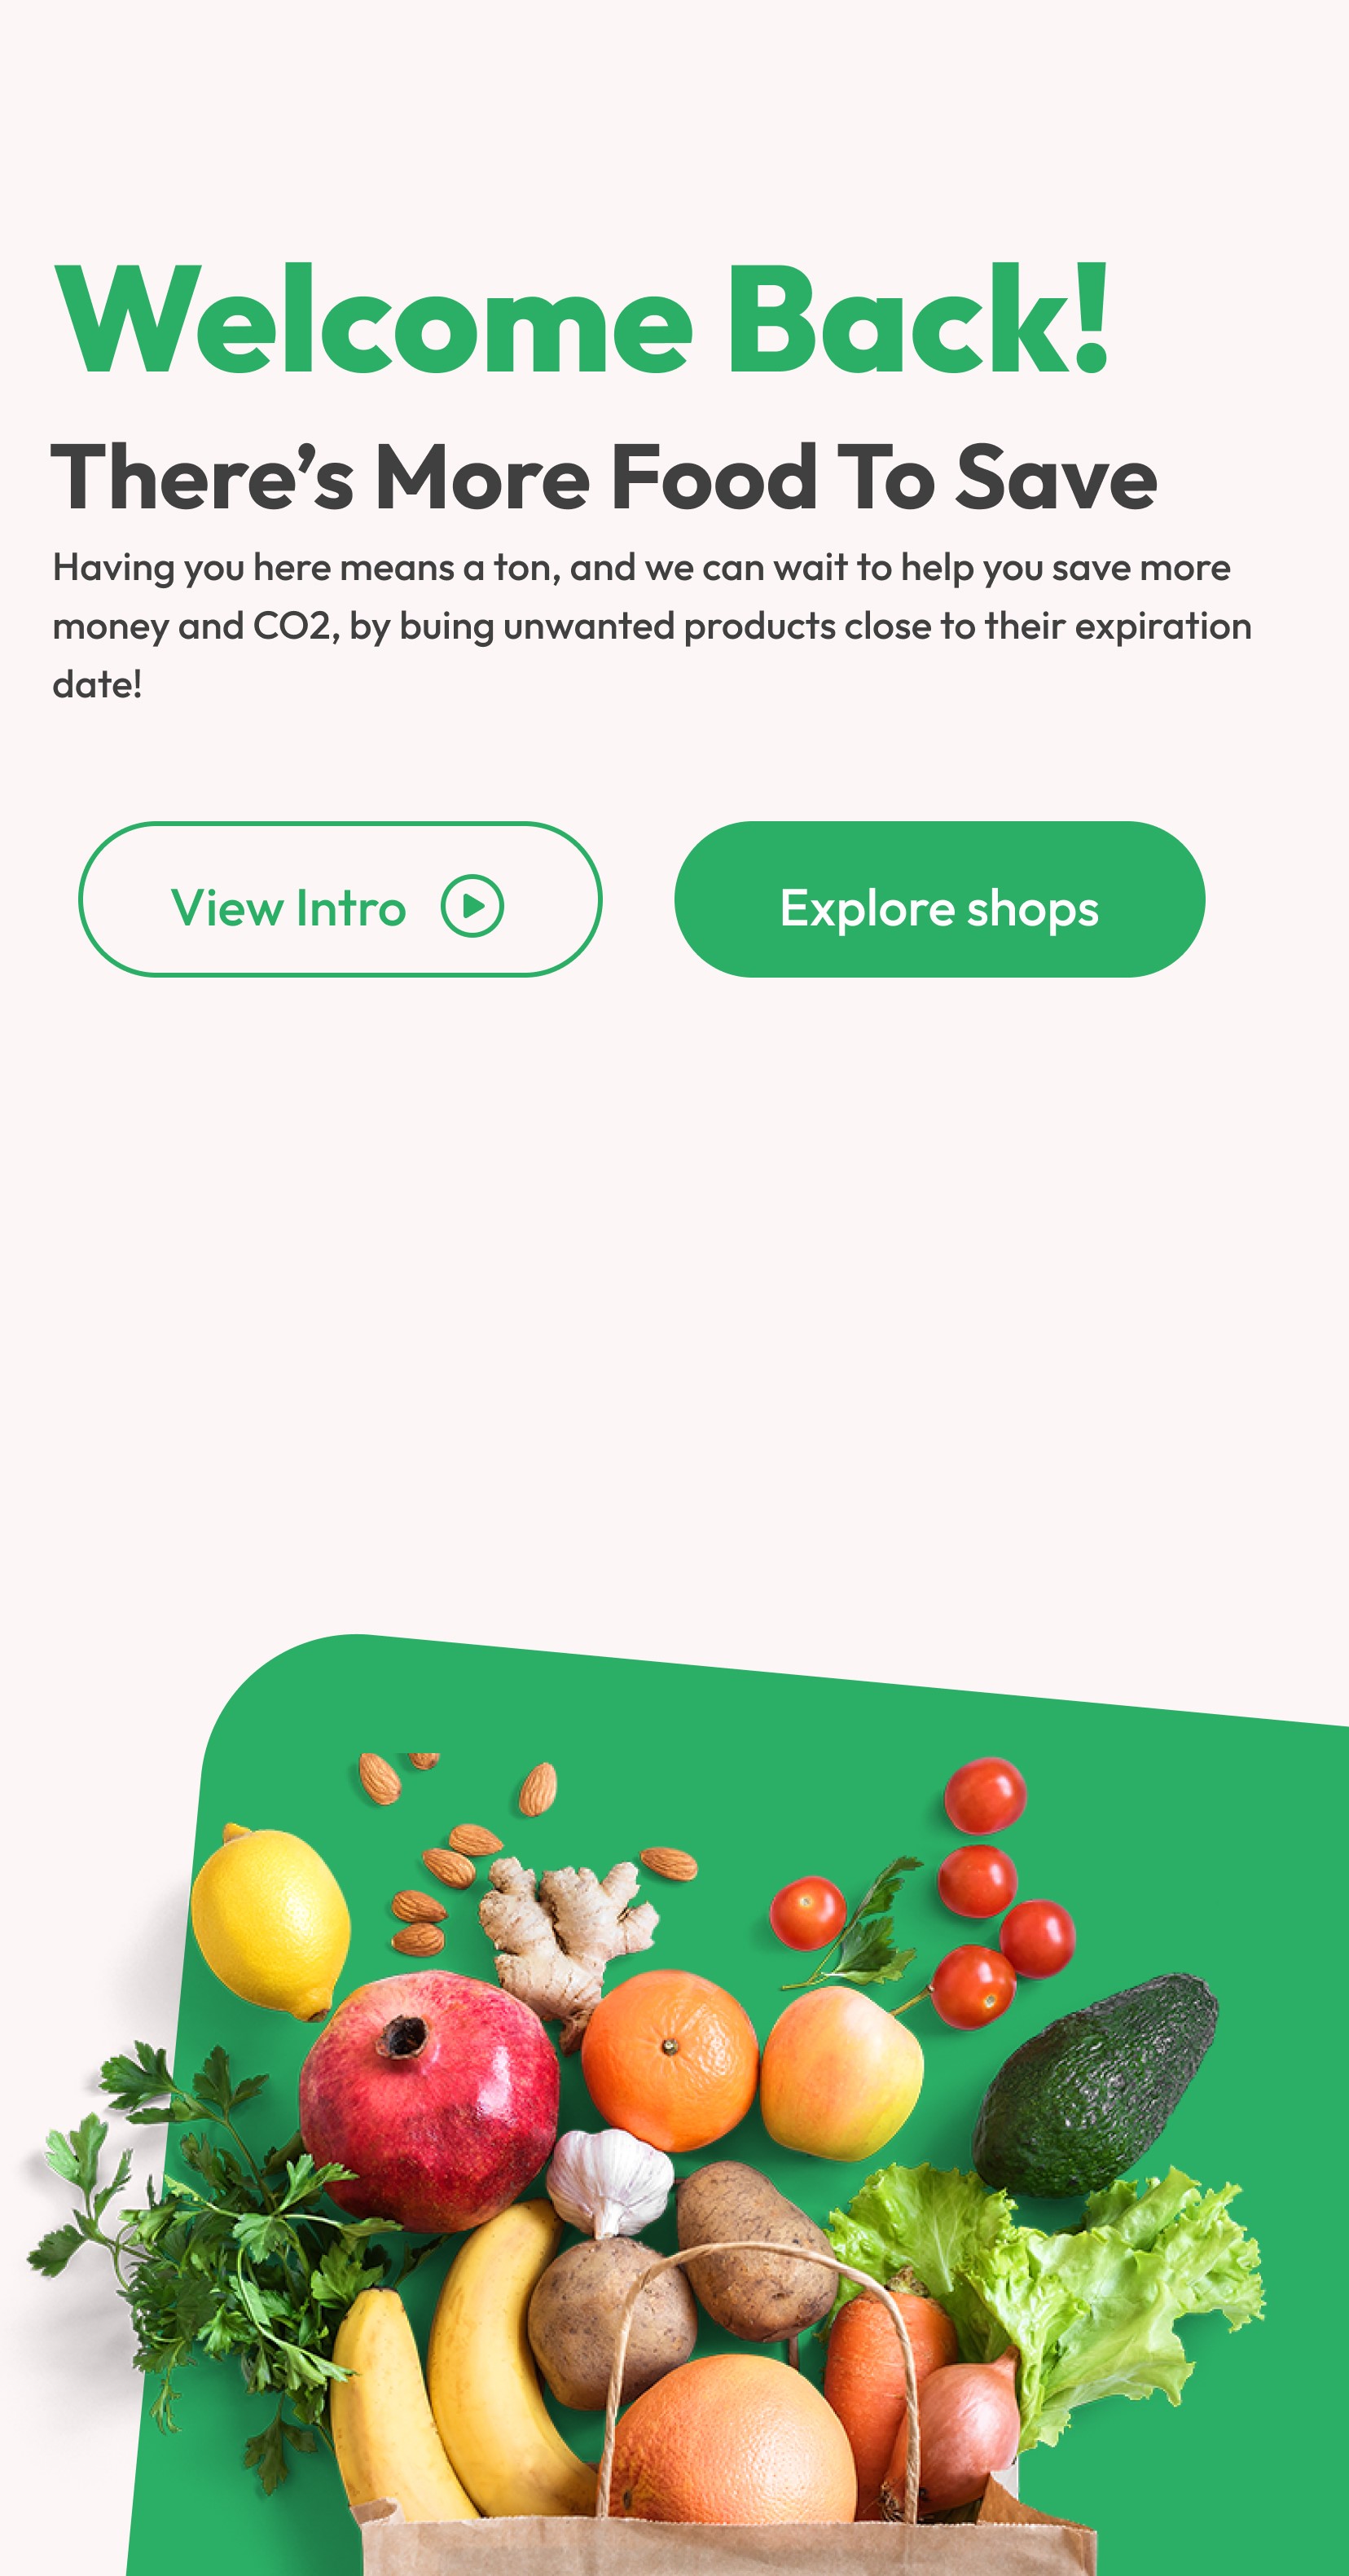 Welcome Back!
There’s More Food To Save
Having you here means a ton, and we can wait to help you save more
money and CO2, by buing unwanted products close to their expiration
date!
View Intro
Explore shops